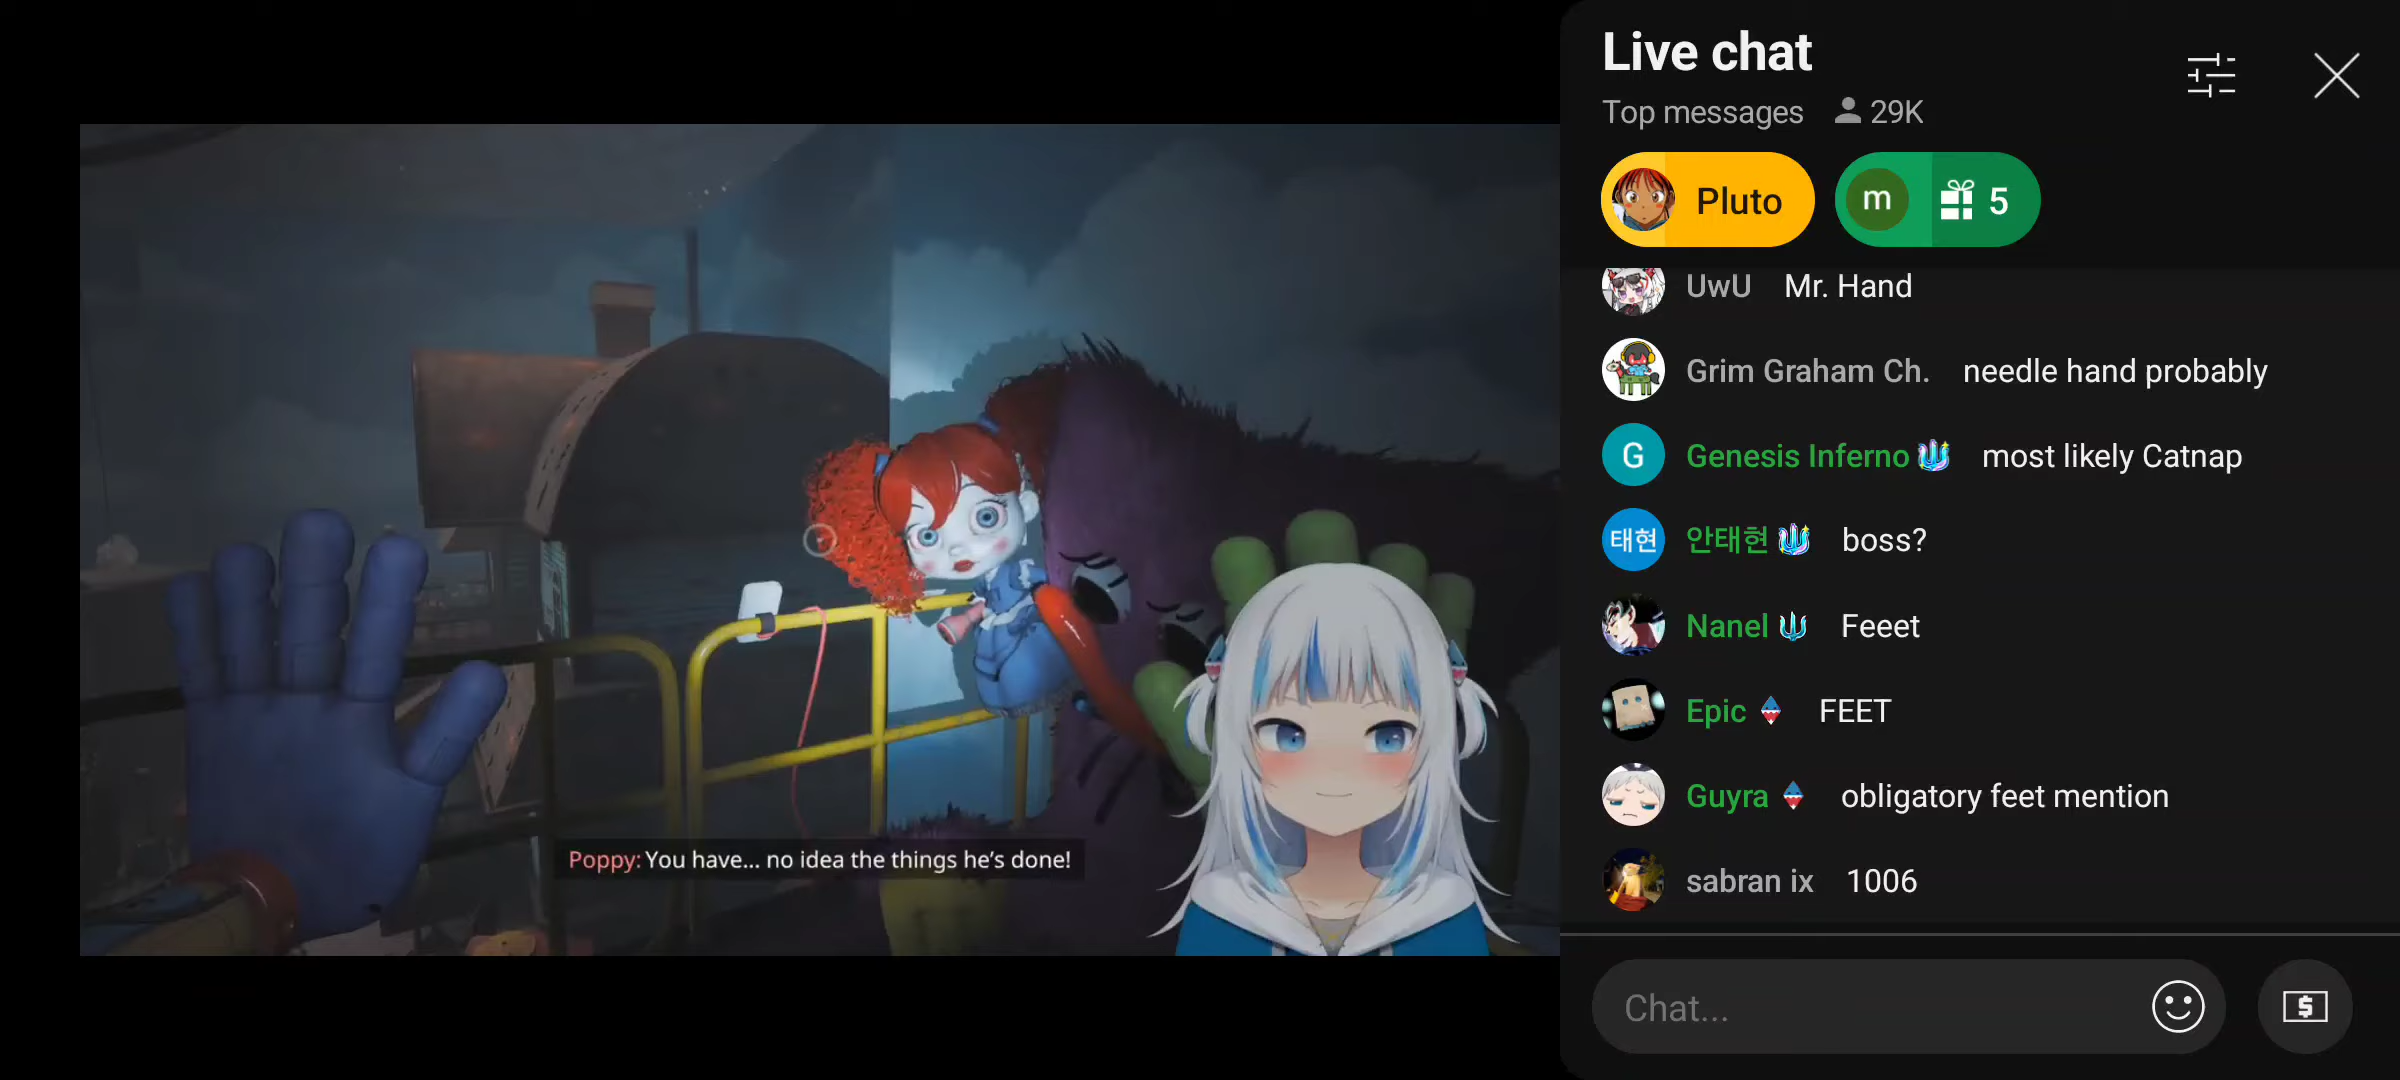 Live chat
Top messages 29K
Pluto
m 5
UwU Mr. Hand
Grim Graham Ch. needle hand probably
G Genesis Inferno most likely Catnap
태현 안태현 boss?
Nanel Feeet
Epic FEET
Guyra obligatory feet mention
sabran ix 1006
Chat...
Poppy: You have... no idea the things he's done!